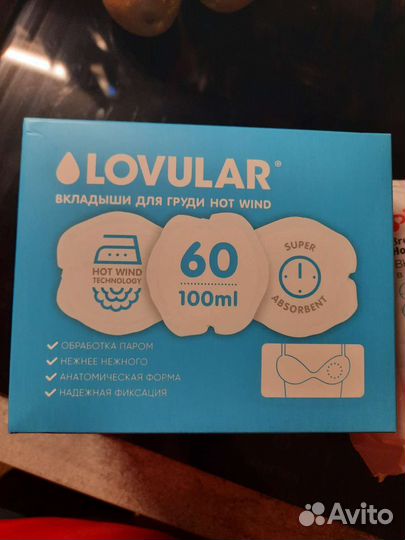 LOVULAR®
ВКЛАДЫШИ ДЛЯ ГРУДИ HOT WIND
HOT WIND
TECHNOLOGY
60
100ml
SUPER
ABSORBENT
✓ ОБРАБОТКА ПАРОМ
✓ НЕЖНЕЕ НЕЖНОГО
✓ АНАТОМИЧЕСКАЯ ФОРМА
✓ НАДЕЖНАЯ ФИКСАЦИЯ
Avito